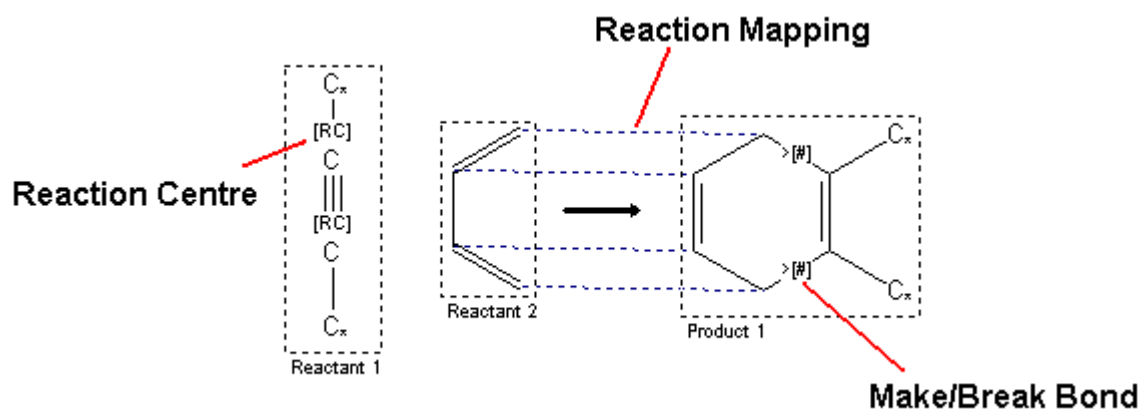 Reaction Mapping
Cx
[RC]
C
[RC]
C
Cx
Reactant 1
Reaction Centre
Reactant 2
Cx
>[#]
>[#]
Cx
Product 1
Make/Break Bond